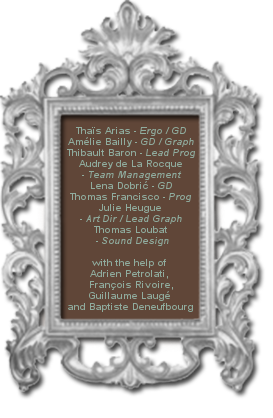 Thaïs Arias - Ergo / GD
Amélie Bailly - GD / Graph
Thibault Baron - Lead Prog
Audrey de La Rocque
- Team Management
Lena Dobrić - GD
Thomas Francisco - Prog
Julie Heugue
- Art Dir / Lead Graph
Thomas Loubat
- Sound Design
with the help of
Adrien Petrolati,
François Rivoire,
Guillaume Laugé
and Baptiste Deneufbourg